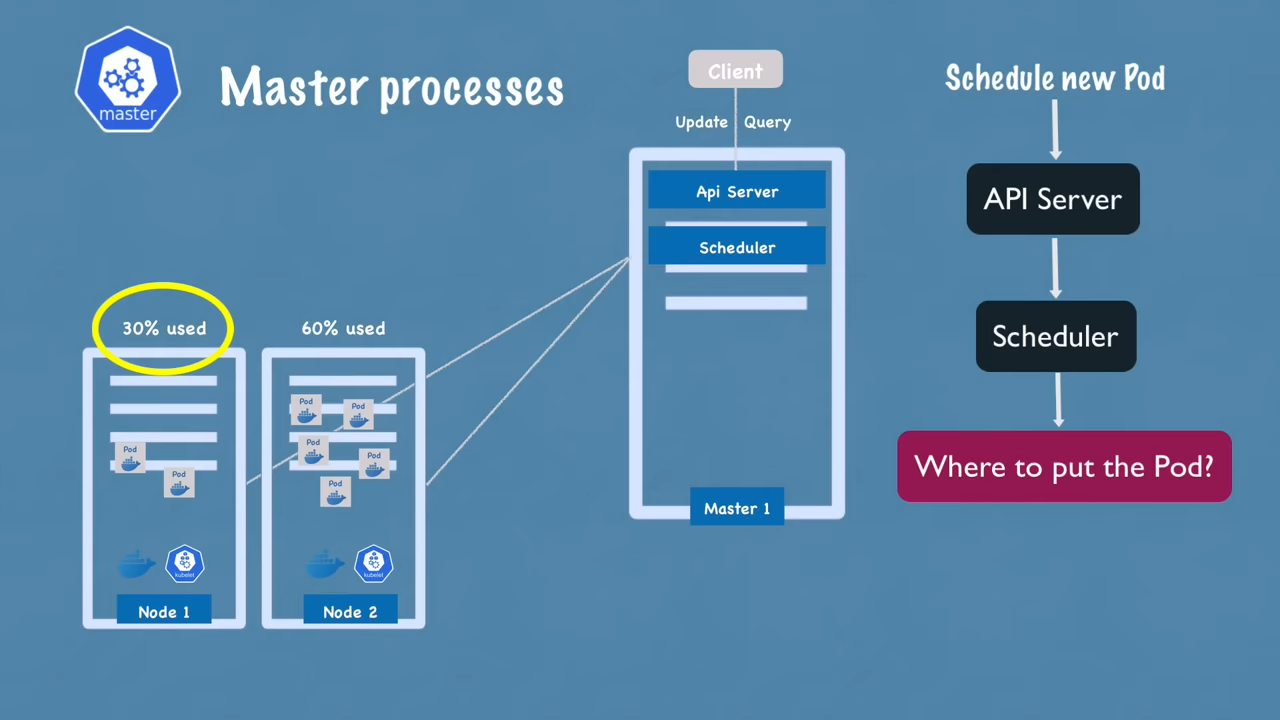 master
Master processes
Client
Update
Query
Api Server
Scheduler
Master 1
30% used
60% used
Pod
Pod
Pod
Pod
Pod
Pod
Pod
kubelet
kubelet
Node 1
Node 2
Schedule new Pod
API Server
Scheduler
Where to put the Pod?